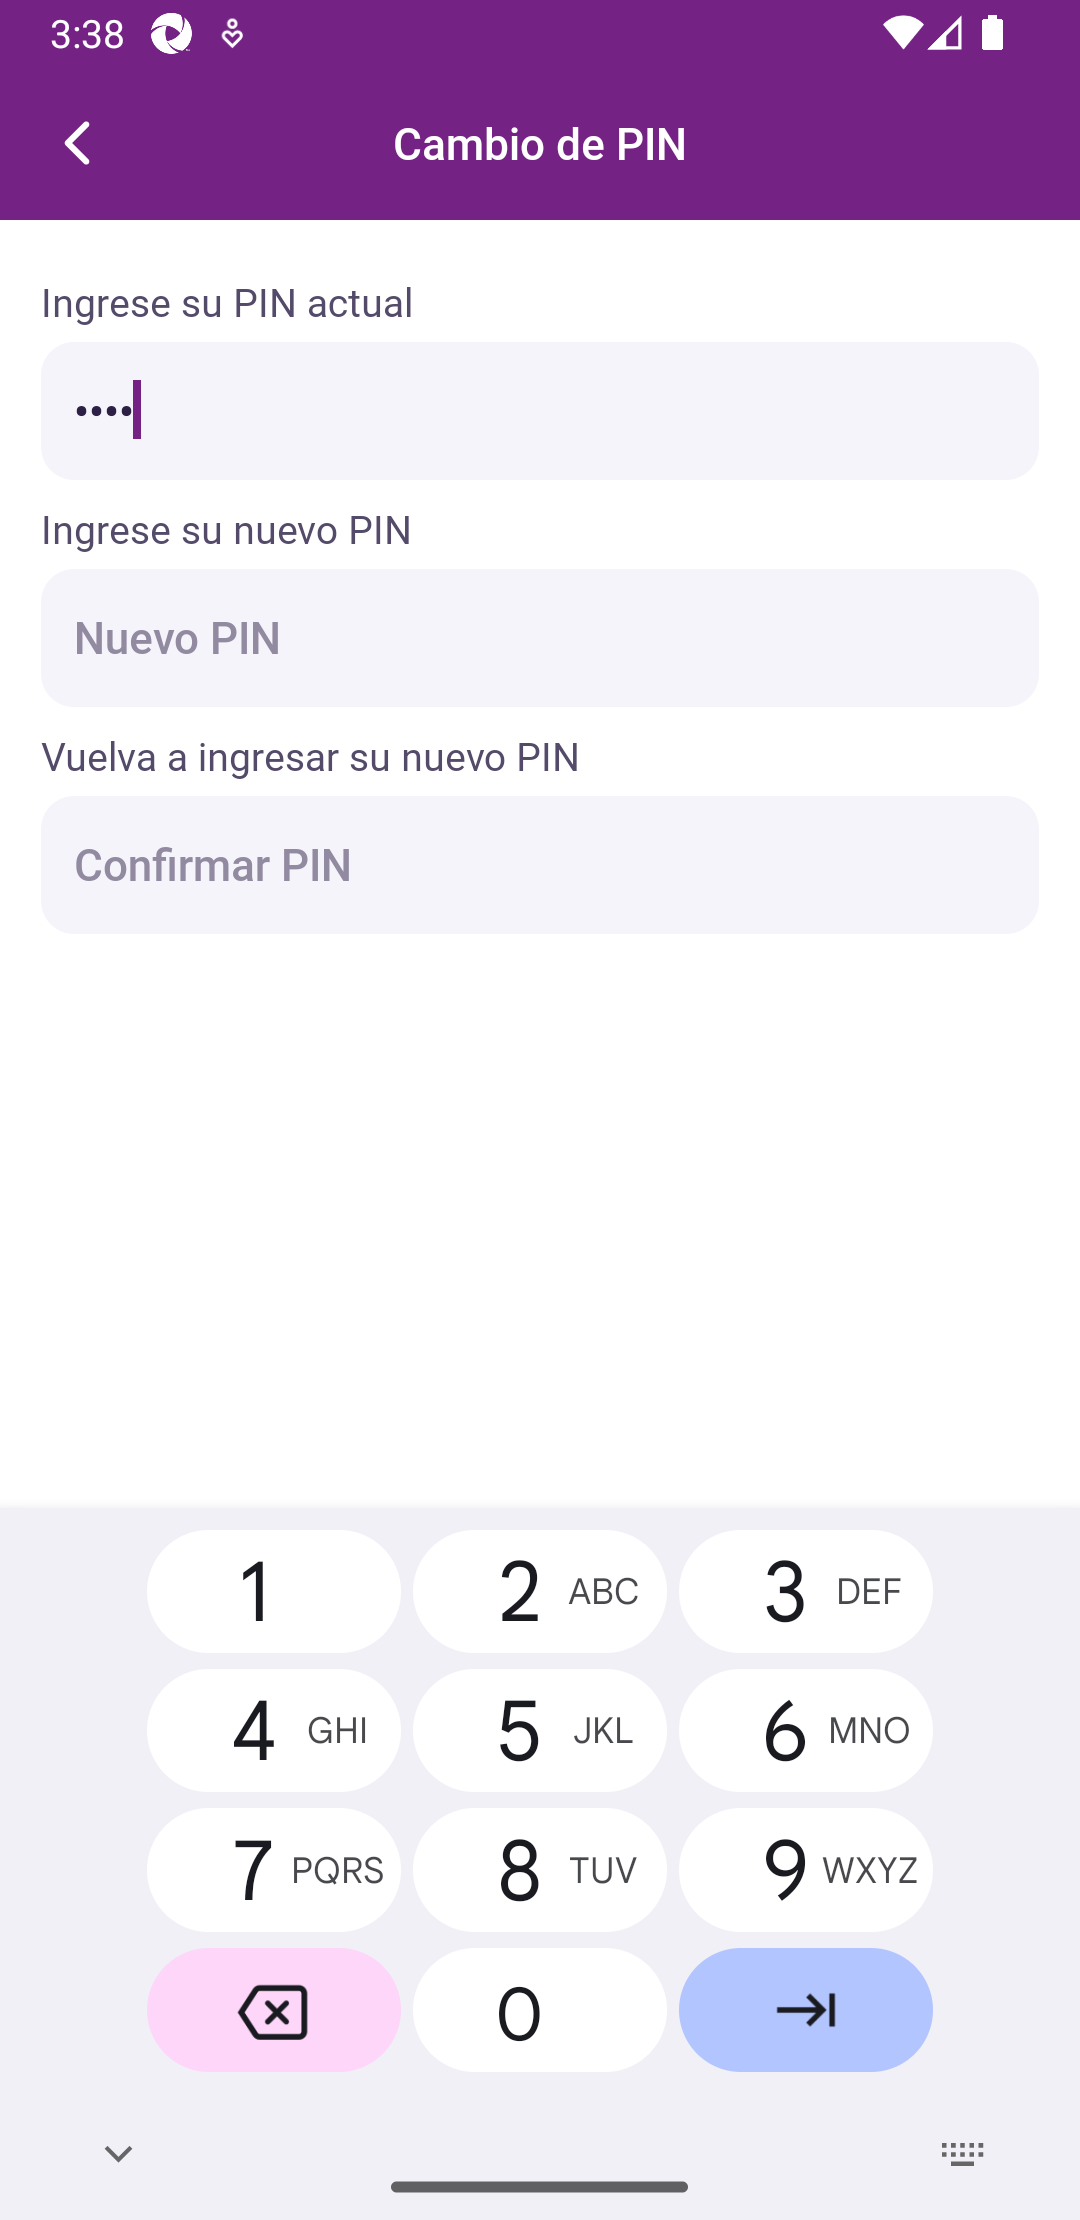 3:38
Cambio de PIN
Ingrese su PIN actual
••••
Ingrese su nuevo PIN
Nuevo PIN
Vuelva a ingresar su nuevo PIN
Confirmar PIN
1
2 ABC
3 DEF
4 GHI
5 JKL
6 MNO
7 PQRS
8 TUV
9 WXYZ
0